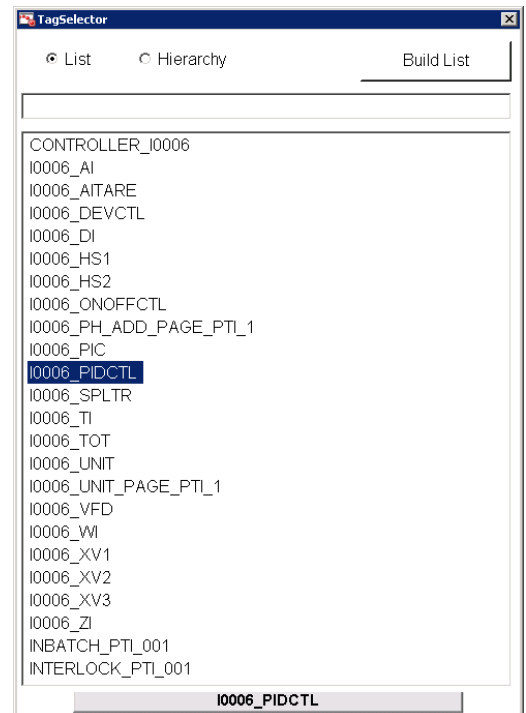 TagSelector
List Hierarchy Build List
CONTROLLER_I0006
I0006_AI
I0006_AITARE
I0006_DEVCTL
I0006_DI
I0006_HS1
I0006_HS2
I0006_ONOFFCTL
I0006_PH_ADD_PAGE_PTI_1
I0006_PIC
I0006_PIDCTL
I0006_SPLTR
I0006_TI
I0006_TOT
I0006_UNIT
I0006_UNIT_PAGE_PTI_1
I0006_VFD
I0006_WI
I0006_XV1
I0006_XV2
I0006_XV3
I0006_ZI
INBATCH_PTI_001
INTERLOCK_PTI_001
I0006_PIDCTL